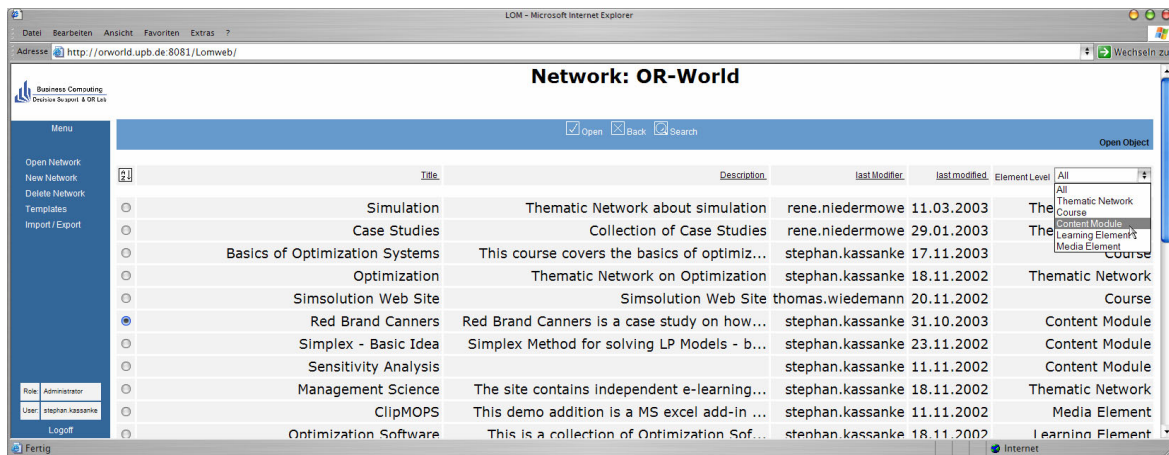 LOM - Microsoft Internet Explorer
Datei Bearbeiten Ansicht Favoriten Extras ?
Adresse http://orworld.upb.de:8081/Lomweb/ Wechseln zu
Business Computing
Decision Support & OR Lab
Network: OR-World
Menu
Open Back Search
Open Object
Open Network
New Network
Delete Network
Templates
Import / Export
Title Description last Modifier last modified Element Level All
All
Thematic Network
Course
Content Module
Learning Element
Media Element
Simulation Thematic Network about simulation rene.niedermowe 11.03.2003 The
Case Studies Collection of Case Studies rene.niedermowe 29.01.2003 The
Basics of Optimization Systems This course covers the basics of optimiz... stephan.kassanke 17.11.2003 Course
Optimization Thematic Network on Optimization stephan.kassanke 18.11.2002 Thematic Network
Simsolution Web Site Simsolution Web Site thomas.wiedemann 20.11.2002 Course
Red Brand Canners Red Brand Canners is a case study on how... stephan.kassanke 31.10.2003 Content Module
Simplex - Basic Idea Simplex Method for solving LP Models - b... stephan.kassanke 23.11.2002 Content Module
Sensitivity Analysis stephan.kassanke 11.11.2002 Content Module
Management Science The site contains independent e-learning... stephan.kassanke 18.11.2002 Thematic Network
ClipMOPS This demo addition is a MS excel add-in ... stephan.kassanke 11.11.2002 Media Element
Optimization Software This is a collection of Optimization Sof... stephan.kassanke 18.11.2002 Learning Element
Role: Administrator
User: stephan.kassanke
Logoff
Fertig Internet